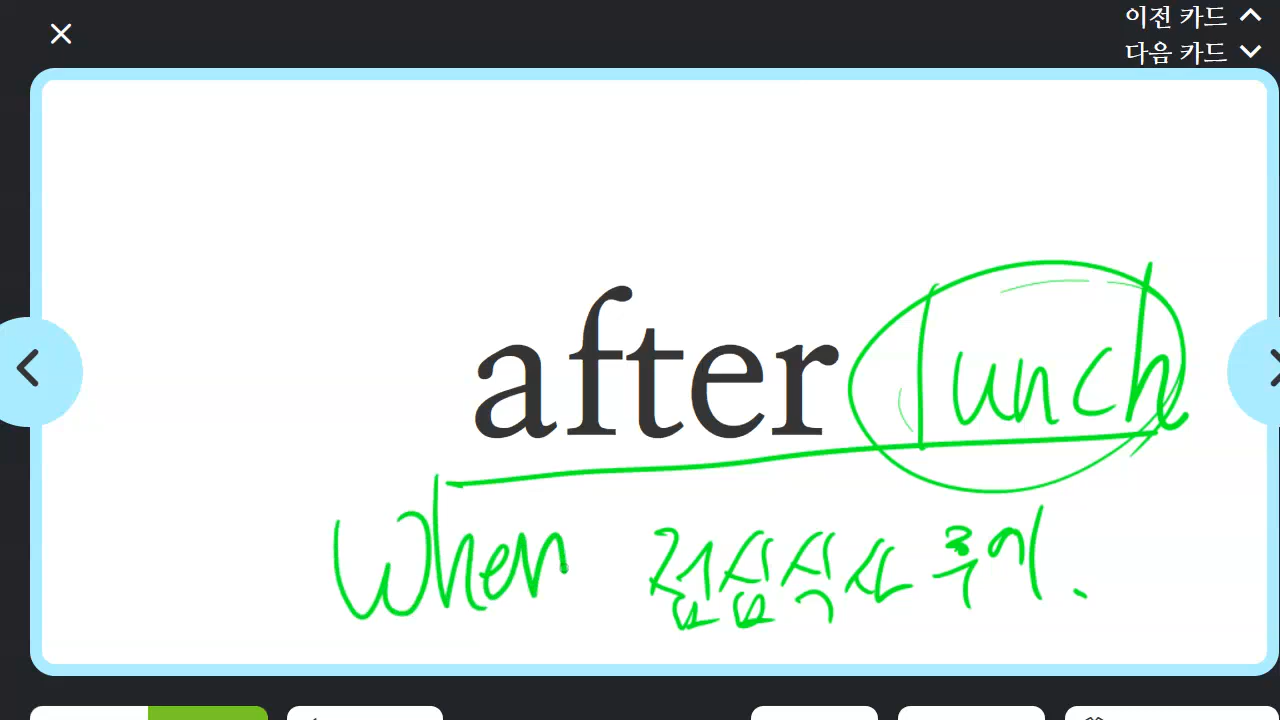 이전 카드
다음 카드
after lunch
when 점심식사 후에.